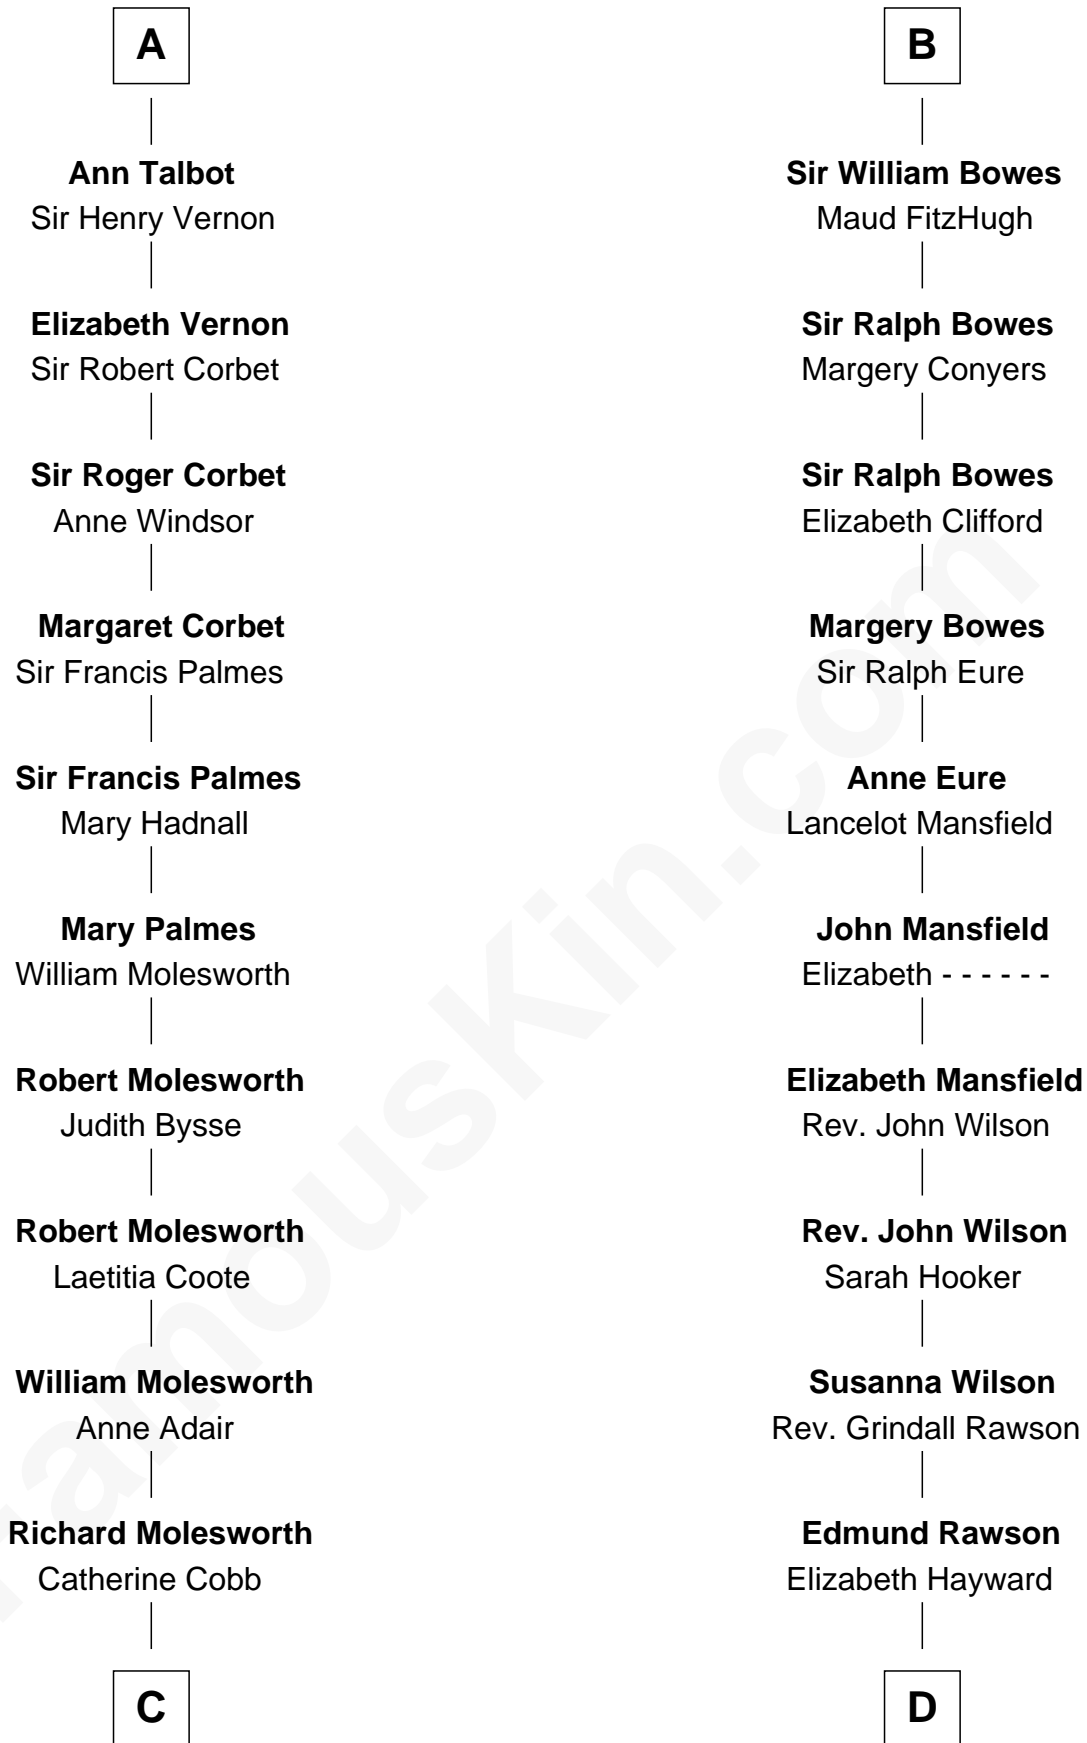 A
Ann Talbot
Sir Henry Vernon
Elizabeth Vernon
Sir Robert Corbet
Sir Roger Corbet
Anne Windsor
Margaret Corbet
Sir Francis Palmes
Sir Francis Palmes
Mary Hadnall
Mary Palmes
William Molesworth
Robert Molesworth
Judith Bysse
Robert Molesworth
Laetitia Coote
William Molesworth
Anne Adair
Richard Molesworth
Catherine Cobb
C
B
Sir William Bowes
Maud FitzHugh
Sir Ralph Bowes
Margery Conyers
Sir Ralph Bowes
Elizabeth Clifford
Margery Bowes
Sir Ralph Eure
Anne Eure
Lancelot Mansfield
John Mansfield
Elizabeth - - - - - -
Elizabeth Mansfield
Rev. John Wilson
Rev. John Wilson
Sarah Hooker
Susanna Wilson
Rev. Grindall Rawson
Edmund Rawson
Elizabeth Hayward
D
FamousKin.com